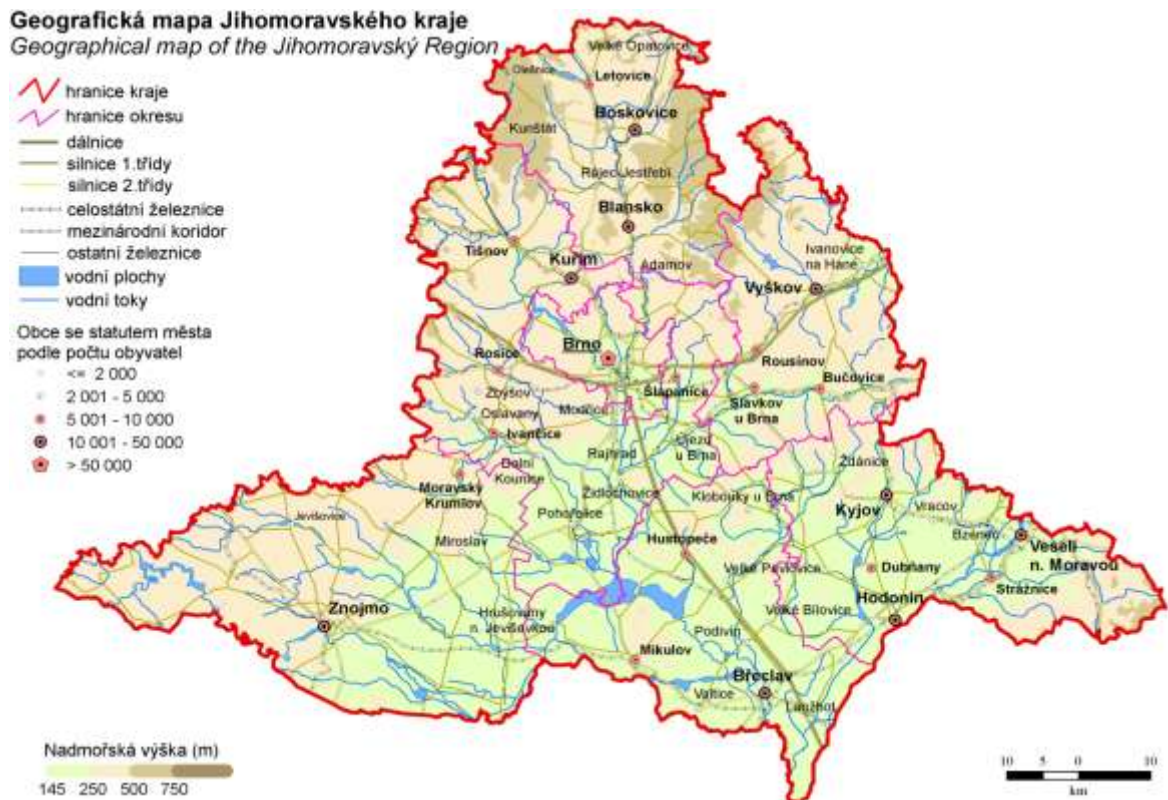 Geografická mapa Jihomoravského kraje
Geographical map of the Jihomoravský Region
hranice kraje
hranice okresu
dálnice
silnice 1.třídy
silnice 2.třídy
celostátní železnice
mezinárodní koridor
ostatní železnice
vodní plochy
vodní toky
Obce se statutem města
podle počtu obyvatel
<= 2 000
2 001 - 5 000
5 001 - 10 000
10 001 - 50 000
> 50 000
Velké Opatovice
Olešnice
Letovice
Boskovice
Kunštát
Rájec-Jestřebí
Blansko
Tišnov
Kuřim
Adamov
Ivanovice
na Hané
Vyškov
Brno
Rosice
Rousínov
Zbýšov
Šlapanice
Bučovice
Slavkov
u Brna
Oslavany
Modřice
Ivančice
Újezd
u Brna
Rajhrad
Dolní
Kounice
Ždánice
Moravský
Krumlov
Židlochovice
Klobouky u Brna
Kyjov
Vracov
Jevišovice
Pohořelice
Miroslav
Hustopeče
Bzenec
Veselí
n. Moravou
Velké Pavlovice
Dubňany
Strážnice
Znojmo
Hrušovany
n. Jevišovkou
Velké Bílovice
Hodonín
Podivín
Mikulov
Břeclav
Valtice
Lanžhot
Nadmořská výška (m)
145 250 500 750
10 5 0 10
km